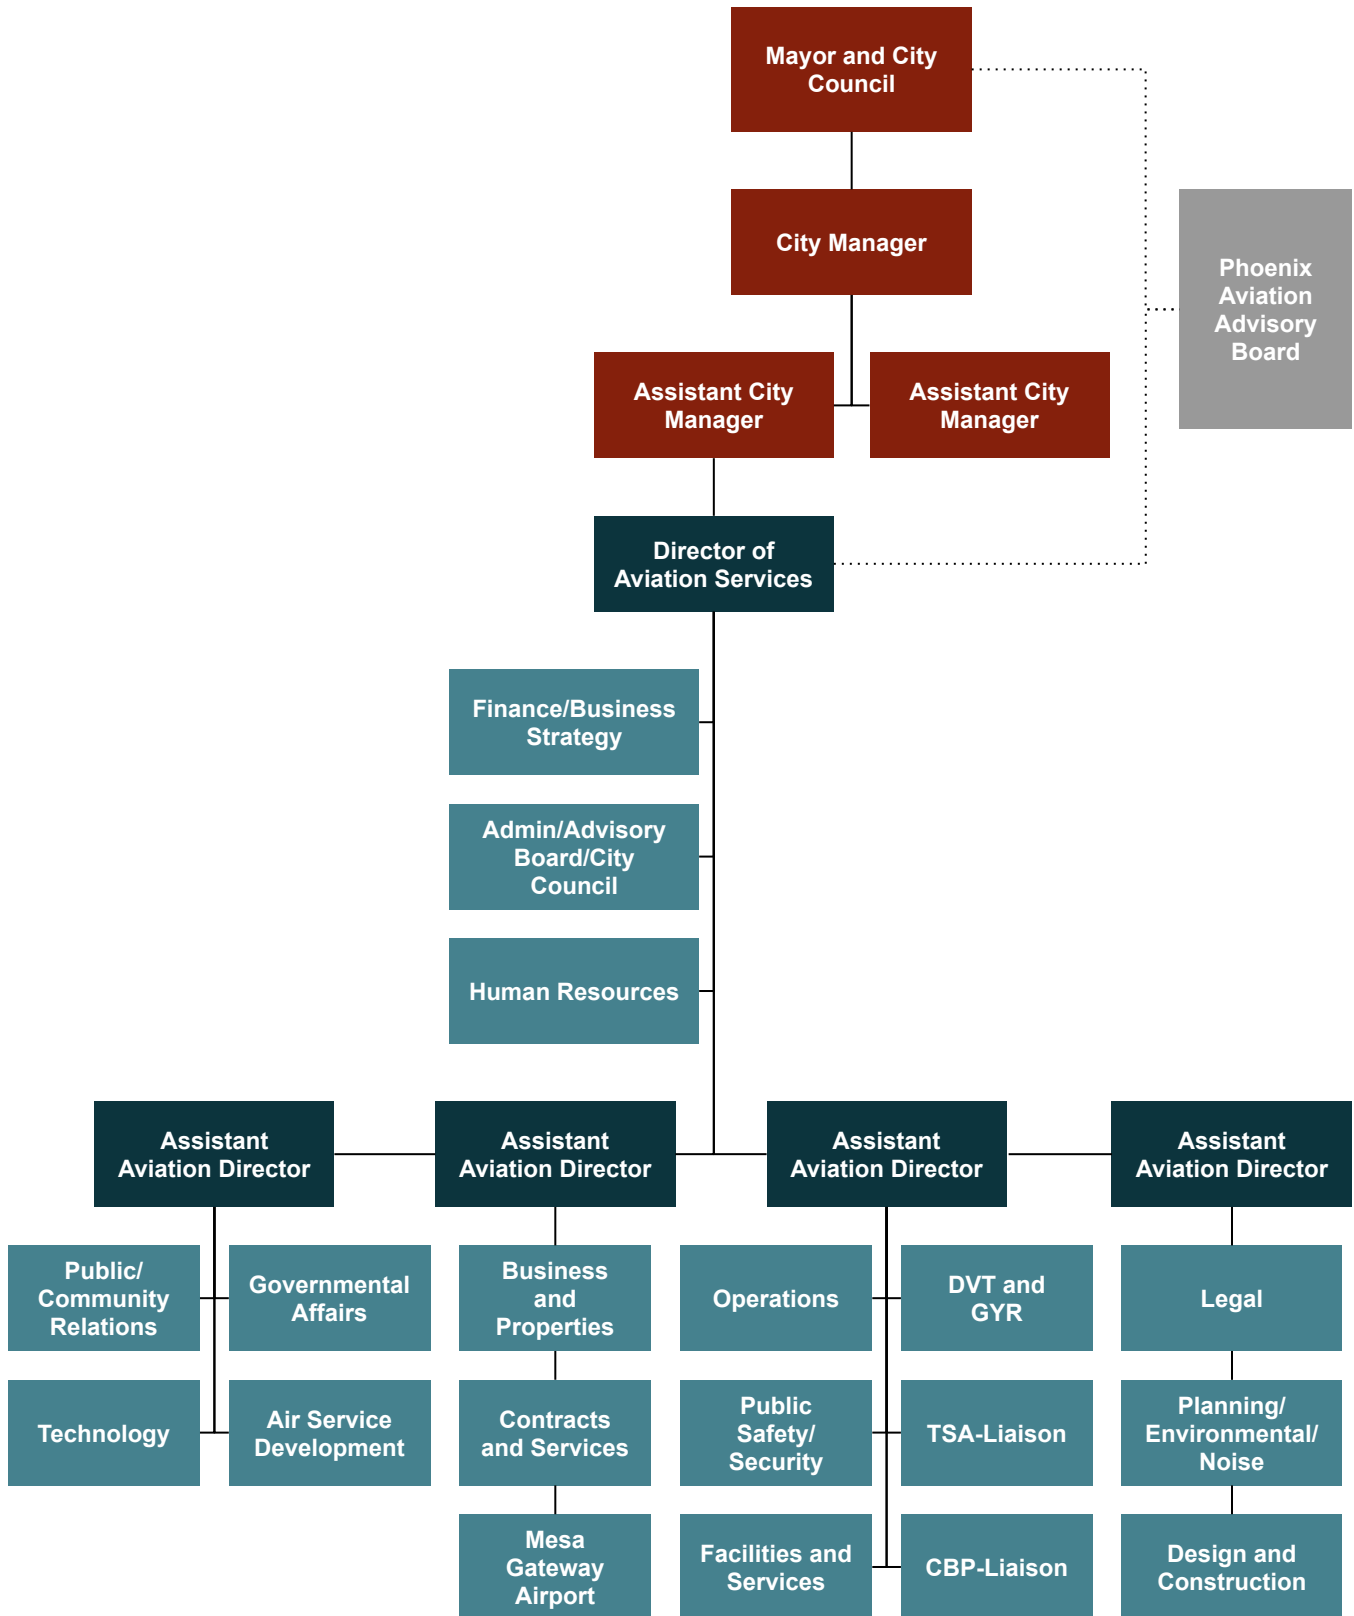 Mayor and City
Council
City Manager
Phoenix
Aviation
Advisory
Board
Assistant City
Manager
Assistant City
Manager
Director of
Aviation Services
Finance/Business
Strategy
Admin/Advisory
Board/City
Council
Human Resources
Assistant
Aviation Director
Assistant
Aviation Director
Assistant
Aviation Director
Assistant
Aviation Director
Public/
Community
Relations
Governmental
Affairs
Business
and
Properties
Operations
DVT and
GYR
Legal
Technology
Air Service
Development
Contracts
and Services
Public
Safety/
Security
TSA-Liaison
Planning/
Environmental/
Noise
Mesa
Gateway
Airport
Facilities and
Services
CBP-Liaison
Design and
Construction